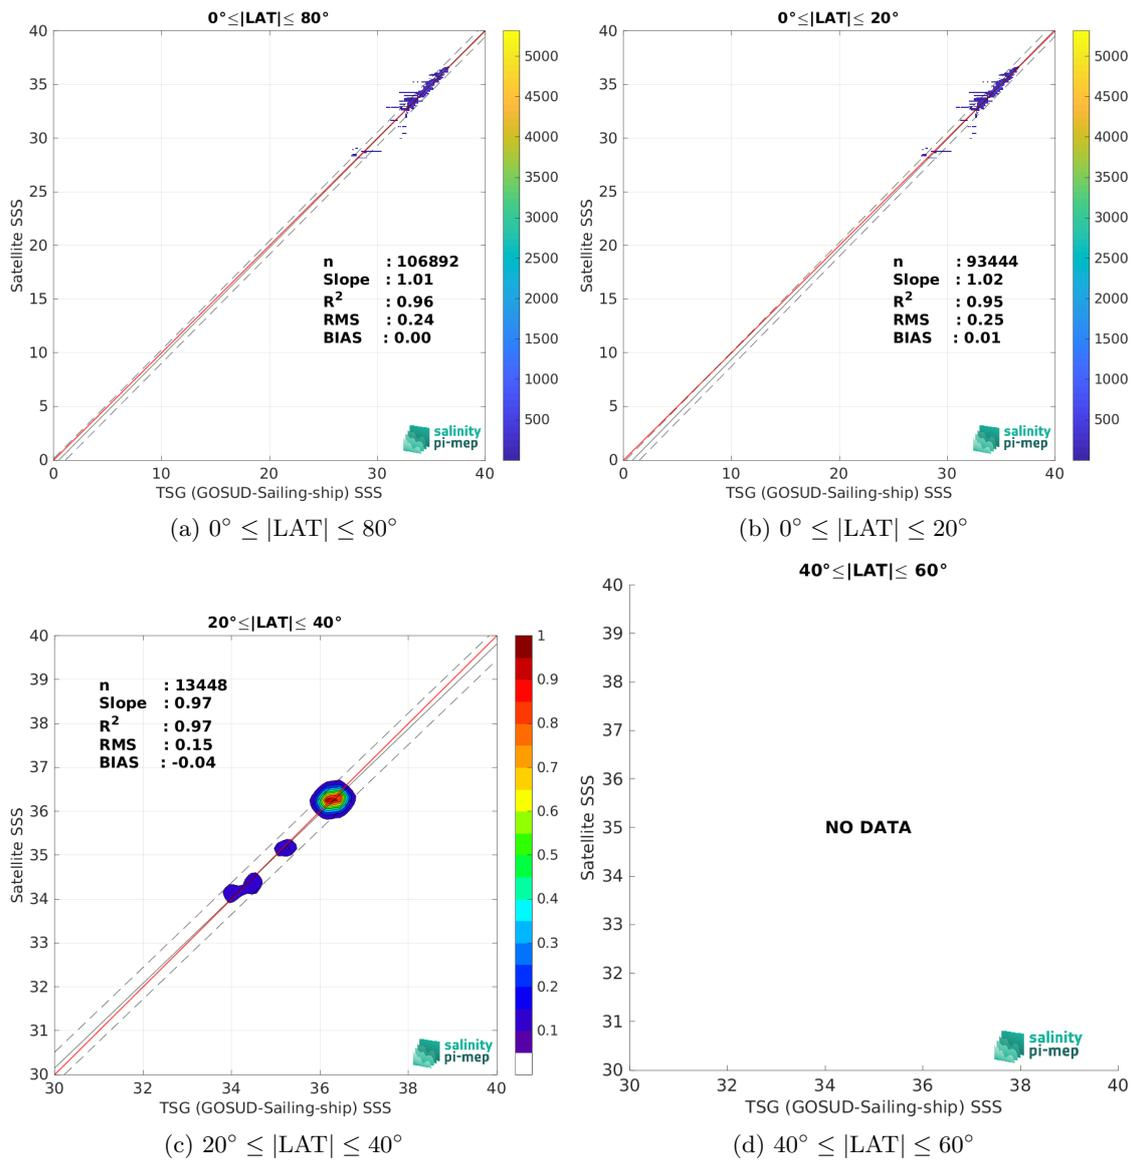 0°≤|LAT|≤ 80°
40
35
30
25
20
15
10
5
0
0 10 20 30 40
Satellite SSS
TSG (GOSUD-Sailing-ship) SSS
n : 106892
Slope : 1.01
R² : 0.96
RMS : 0.24
BIAS : 0.00
salinity
pi-mep
5000
4500
4000
3500
3000
2500
2000
1500
1000
500
(a) 0° ≤ |LAT| ≤ 80°
0°≤|LAT|≤ 20°
40
35
30
25
20
15
10
5
0
0 10 20 30 40
Satellite SSS
TSG (GOSUD-Sailing-ship) SSS
n : 93444
Slope : 1.02
R² : 0.95
RMS : 0.25
BIAS : 0.01
salinity
pi-mep
5000
4500
4000
3500
3000
2500
2000
1500
1000
500
(b) 0° ≤ |LAT| ≤ 20°
20°≤|LAT|≤ 40°
40
39
38
37
36
35
34
33
32
31
30
30 32 34 36 38 40
Satellite SSS
TSG (GOSUD-Sailing-ship) SSS
n : 13448
Slope : 0.97
R² : 0.97
RMS : 0.15
BIAS : -0.04
salinity
pi-mep
1
0.9
0.8
0.7
0.6
0.5
0.4
0.3
0.2
0.1
(c) 20° ≤ |LAT| ≤ 40°
40°≤|LAT|≤ 60°
40
39
38
37
36
35
34
33
32
31
30
30 32 34 36 38 40
Satellite SSS
TSG (GOSUD-Sailing-ship) SSS
NO DATA
salinity
pi-mep
(d) 40° ≤ |LAT| ≤ 60°